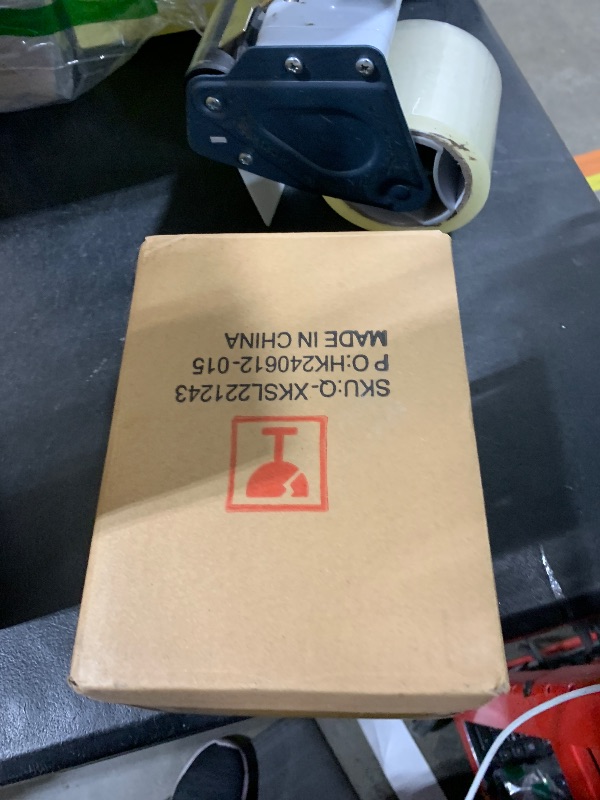 SKU:Q-XKSL221243
P O:HK240612-015
MADE IN CHINA